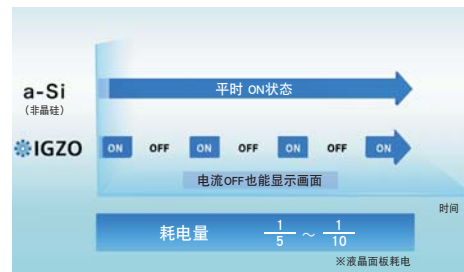 a-Si
平时 ON状态
（非晶硅）
IGZO ON OFF ON OFF ON OFF ON
电流OFF也能显示画面
时间
耗电量 1/5 ～ 1/10
※液晶面板耗电